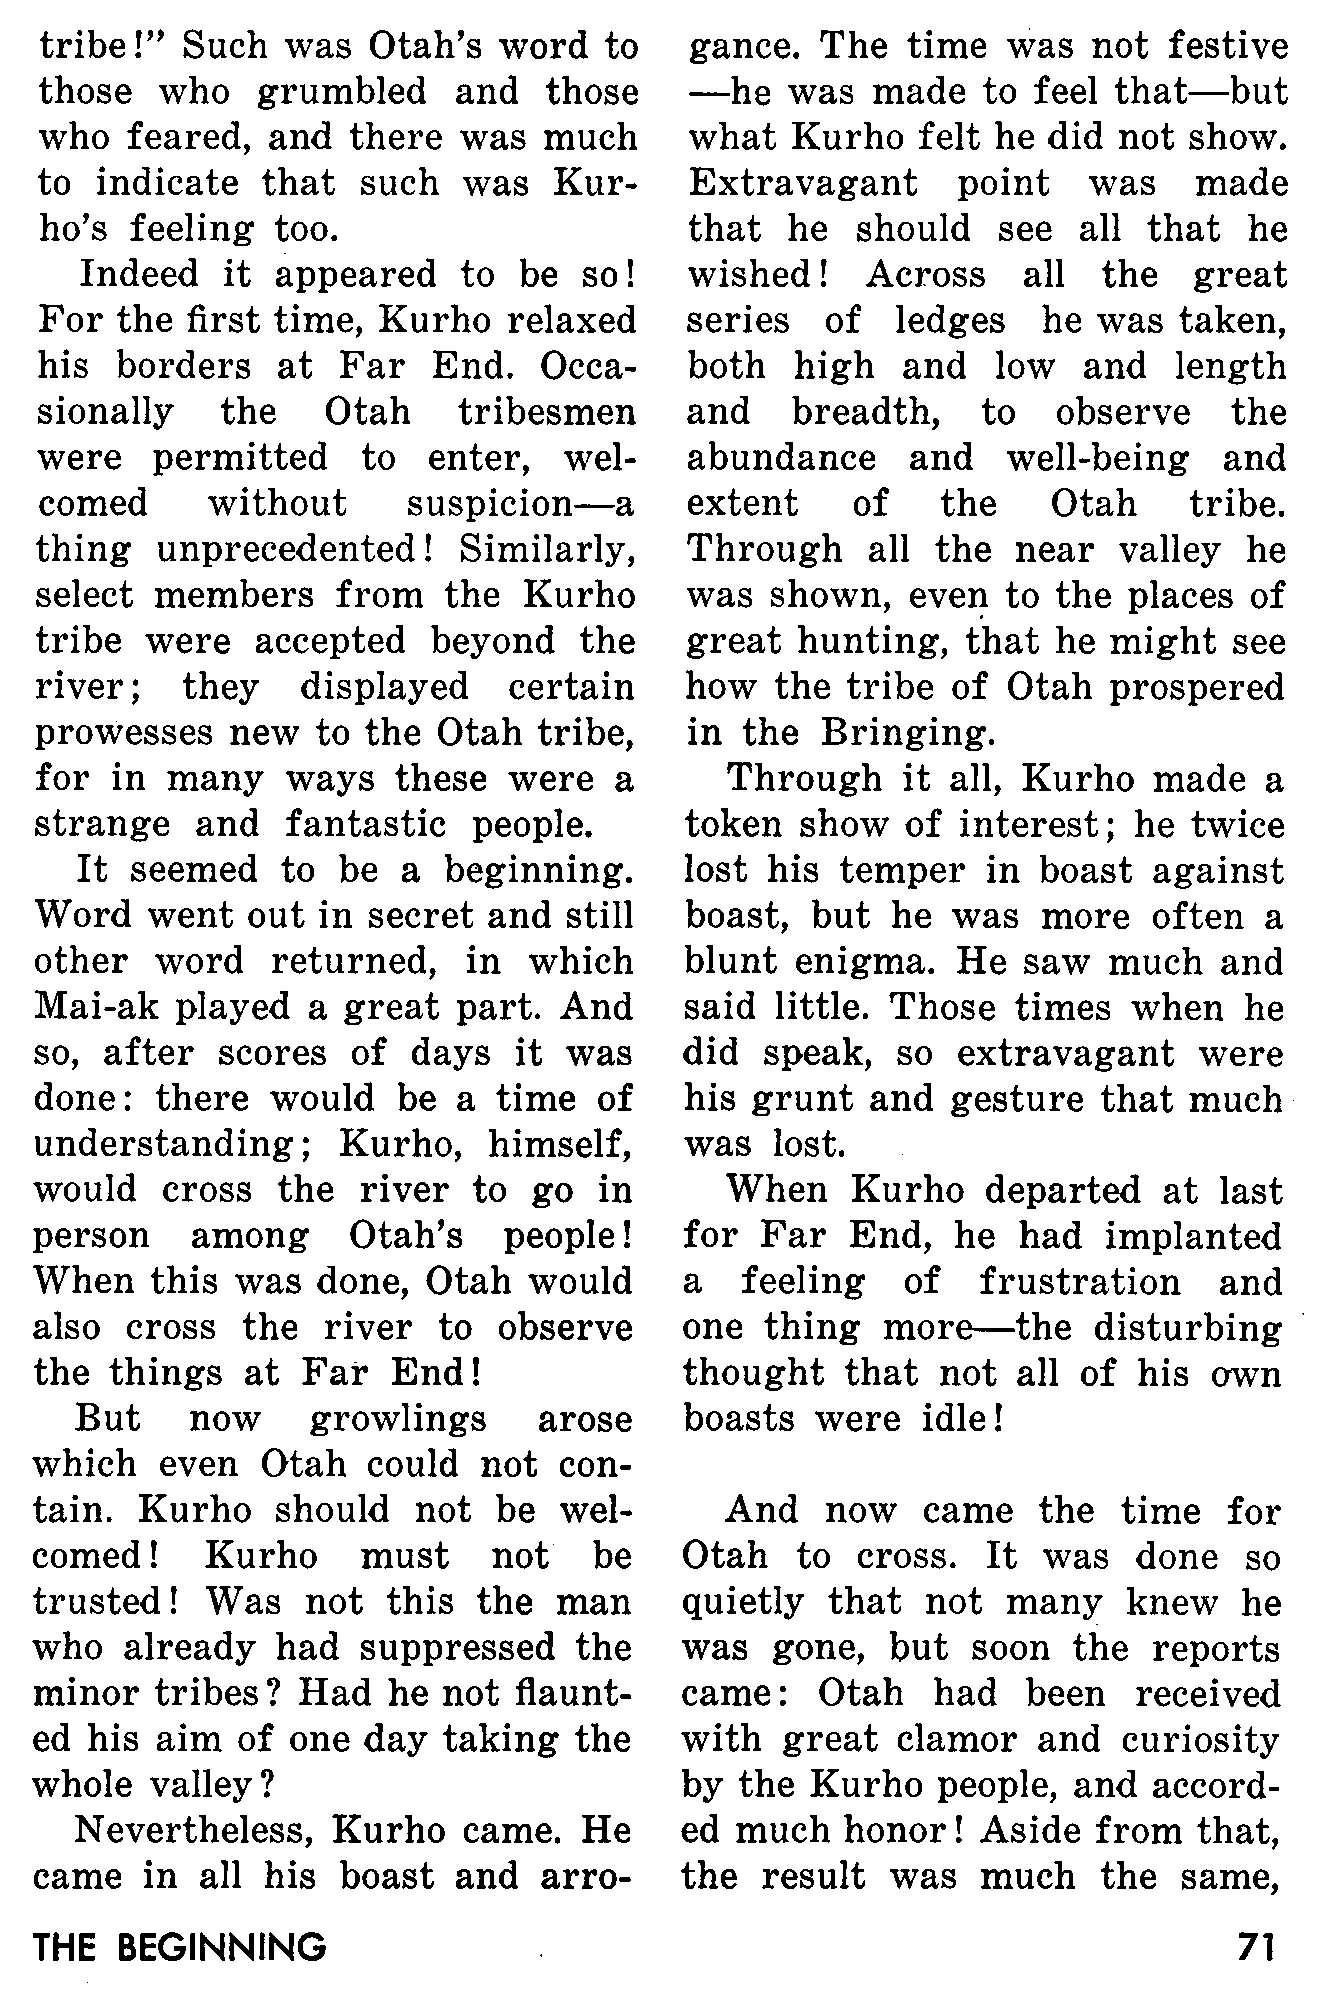 tribe!” Such was Otah’s word to
those who grumbled and those
who feared, and there was much
to indicate that such was Kur-
ho’s feeling too.
Indeed it appeared to be so!
For the first time, Kurho relaxed
his borders at Far End. Occa-
sionally the Otah tribesmen
were permitted to enter, wel-
comed without suspicion—a
thing unprecedented! Similarly,
select members from the Kurho
tribe were accepted beyond the
river; they displayed certain
prowesses new to the Otah tribe,
for in many ways these were a
strange and fantastic people.
It seemed to be a beginning.
Word went out in secret and still
other word returned, in which
Mai-ak played a great part. And
so, after scores of days it was
done: there would be a time of
understanding; Kurho, himself,
would cross the river to go in
person among Otah’s people!
When this was done, Otah would
also cross the river to observe
the things at Far End!
But now growlings arose
which even Otah could not con-
tain. Kurho should not be wel-
comed! Kurho must not be
trusted! Was not this the man
who already had suppressed the
minor tribes? Had he not flaunt-
ed his aim of one day taking the
whole valley?
Nevertheless, Kurho came. He
came in all his boast and arro-
gance. The time was not festive
—he was made to feel that—but
what Kurho felt he did not show.
Extravagant point was made
that he should see all that he
wished! Across all the great
series of ledges he was taken,
both high and low and length
and breadth, to observe the
abundance and well-being and
extent of the Otah tribe.
Through all the near valley he
was shown, even to the places of
great hunting, that he might see
how the tribe of Otah prospered
in the Bringing.
Through it all, Kurho made a
token show of interest; he twice
lost his temper in boast against
boast, but he was more often a
blunt enigma. He saw much and
said little. Those times when he
did speak, so extravagant were
his grunt and gesture that much
was lost.
When Kurho departed at last
for Far End, he had implanted
a feeling of frustration and
one thing more—the disturbing
thought that not all of his own
boasts were idle!
And now came the time for
Otah to cross. It was done so
quietly that not many knew he
was gone, but soon the reports
came: Otah had been received
with great clamor and curiosity
by the Kurho people, and accord-
ed much honor! Aside from that,
the result was much the same,
THE BEGINNING
71